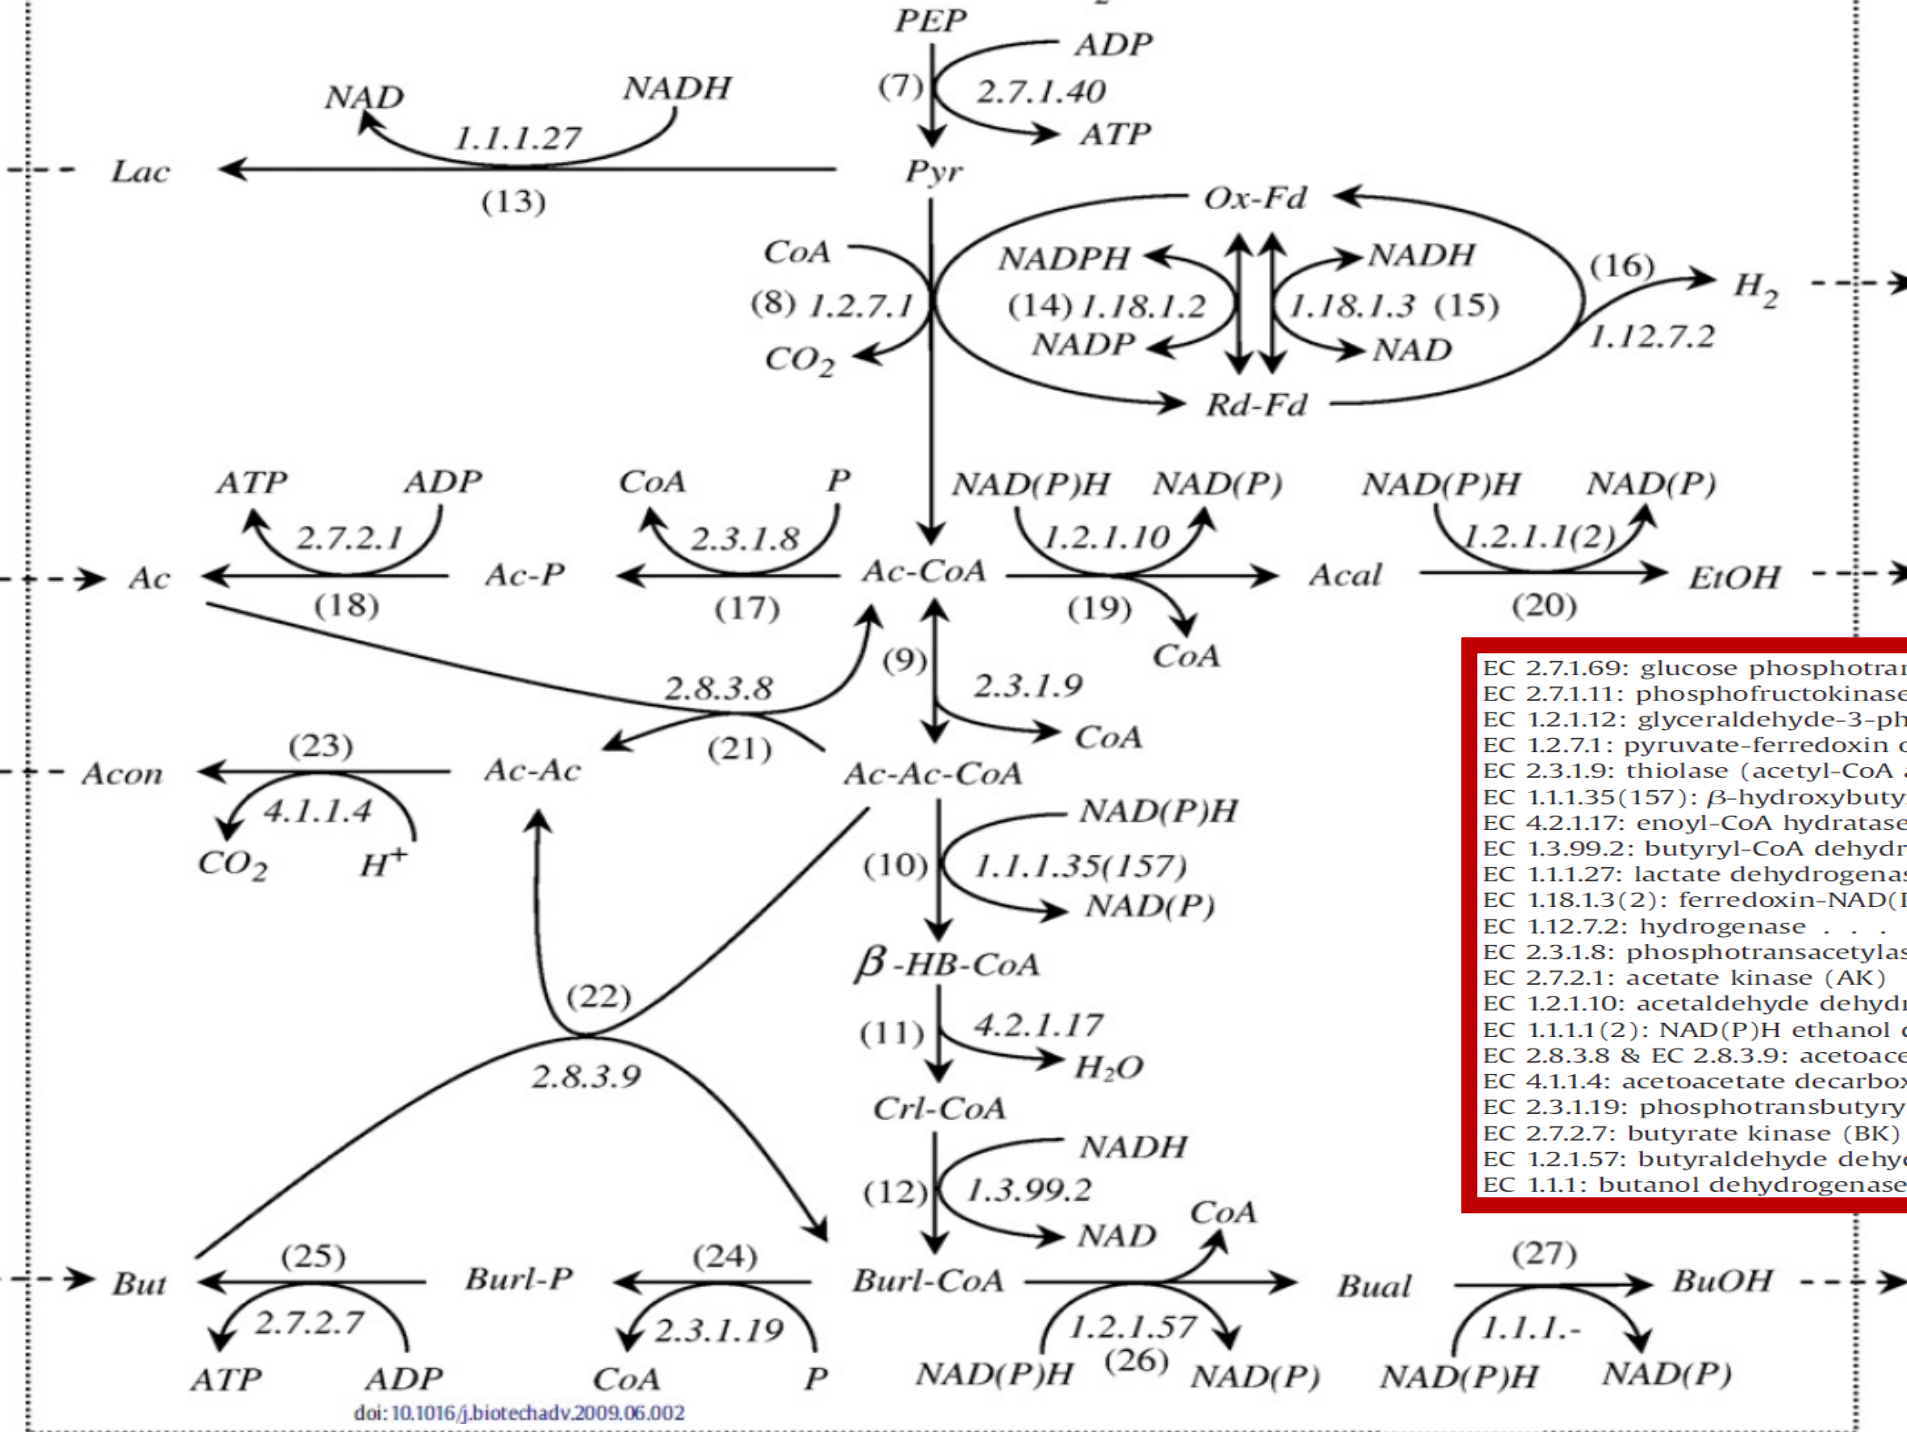 PEP
ADP
(7)
2.7.1.40
ATP
NAD
NADH
1.1.1.27
Lac
Pyr
(13)
Ox-Fd
CoA
NADPH
NADH
(16)
H2
(8) 1.2.7.1
(14) 1.18.1.2
1.18.1.3 (15)
1.12.7.2
CO2
NADP
NAD
Rd-Fd
ATP
ADP
CoA
P
NAD(P)H
NAD(P)
NAD(P)H
NAD(P)
2.7.2.1
2.3.1.8
1.2.1.10
1.2.1.1(2)
Ac
Ac-P
Ac-CoA
Acal
EtOH
(18)
(17)
(19)
(20)
CoA
(9)
2.3.1.9
CoA
2.8.3.8
(21)
(23)
Acon
Ac-Ac
Ac-Ac-CoA
4.1.1.4
CO2
H+
NAD(P)H
(10)
1.1.1.35(157)
NAD(P)
β-HB-CoA
(22)
2.8.3.9
(11)
4.2.1.17
H2O
Crl-CoA
NADH
(12)
1.3.99.2
NAD
CoA
(25)
(24)
(27)
But
Burl-P
Burl-CoA
Bual
BuOH
2.7.2.7
2.3.1.19
1.2.1.57
(26)
1.1.1.-
ATP
ADP
CoA
P
NAD(P)H
NAD(P)
NAD(P)H
NAD(P)
doi:10.1016/j.biotechadv.2009.06.002
EC 2.7.1.69: glucose phosphotran
EC 2.7.1.11: phosphofructokinase
EC 1.2.1.12: glyceraldehyde-3-ph
EC 1.2.7.1: pyruvate-ferredoxin o
EC 2.3.1.9: thiolase (acetyl-CoA a
EC 1.1.1.35(157): β-hydroxybuty
EC 4.2.1.17: enoyl-CoA hydratase
EC 1.3.99.2: butyryl-CoA dehydr
EC 1.1.1.27: lactate dehydrogenas
EC 1.18.1.3(2): ferredoxin-NAD(P
EC 1.12.7.2: hydrogenase . . .
EC 2.3.1.8: phosphotransacetylas
EC 2.7.2.1: acetate kinase (AK)
EC 1.2.1.10: acetaldehyde dehydr
EC 1.1.1.1(2): NAD(P)H ethanol d
EC 2.8.3.8 & EC 2.8.3.9: acetoace
EC 4.1.1.4: acetoacetate decarbox
EC 2.3.1.19: phosphotransbutyry
EC 2.7.2.7: butyrate kinase (BK)
EC 1.2.1.57: butyraldehyde dehyd
EC 1.1.1: butanol dehydrogenase